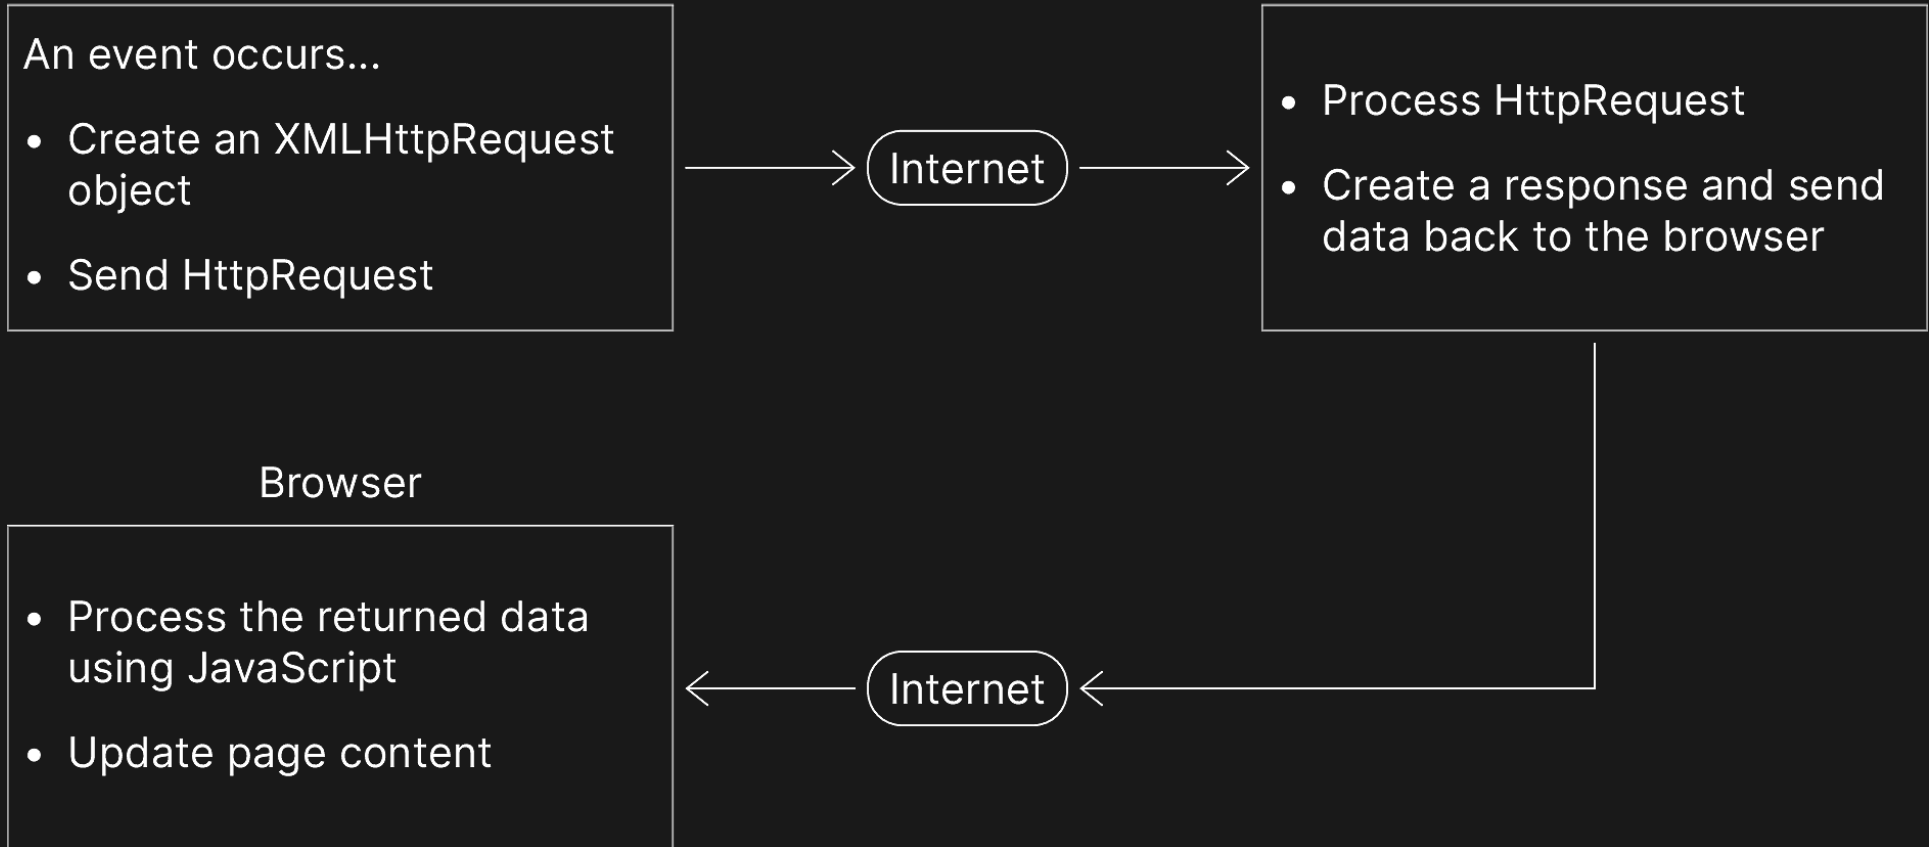 An event occurs...
• Create an XMLHttpRequest
object
• Send HttpRequest
Internet
• Process HttpRequest
• Create a response and send
data back to the browser
Browser
• Process the returned data
using JavaScript
• Update page content
Internet